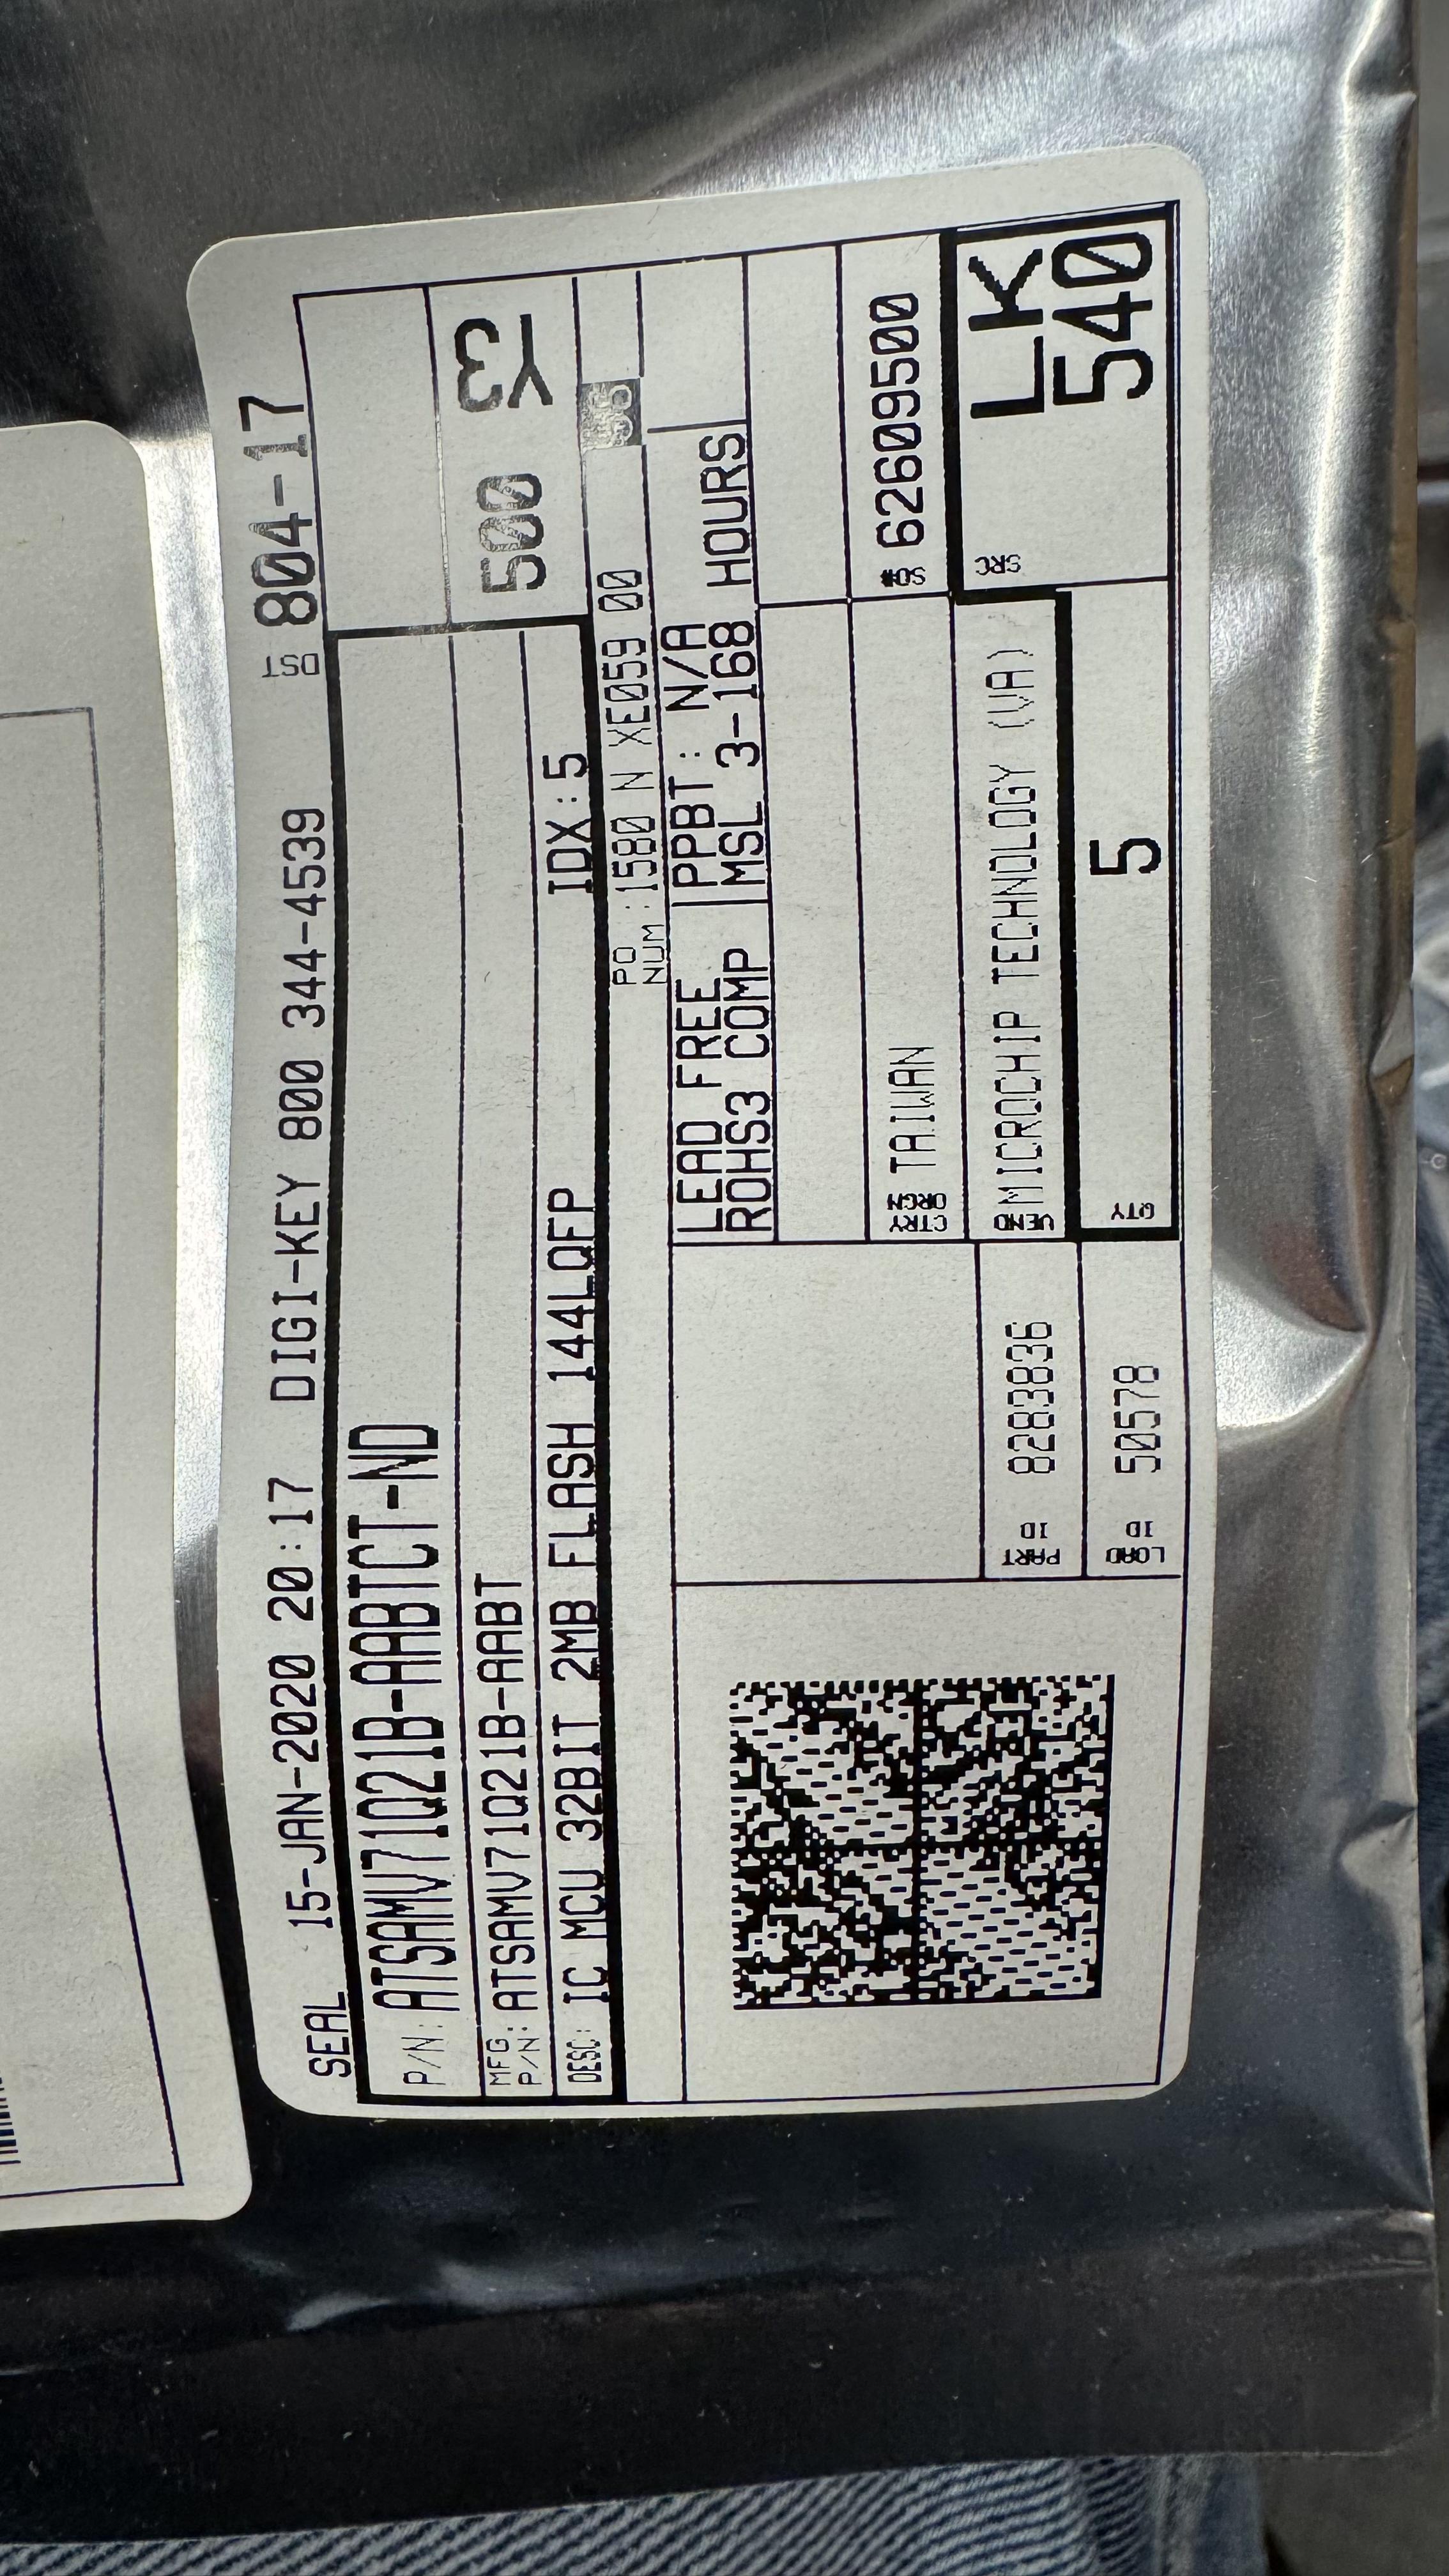 SEAL 15-JAN-2020 20:17 DIGI-KEY 800 344-4539 DST 804-17
P/N: ATSAMV71Q21B-AABTCT-ND
MFG P/N: ATSAMV71Q21B-AABT
500 Y3
DESC: IC MCU 32BIT 2MB FLASH 144LQFP IDX:5
PO NUM :1580 N XE059 00
LEAD FREE PPBT: N/A
ROHS3 COMP MSL 3-168 HOURS
CTRY ORGN TAIWAN
SO# 62609500
PART ID 8283836
VEND MICROCHIP TECHNOLOGY (VA)
SRC LK 540
LOAD ID 50578
QTY 5